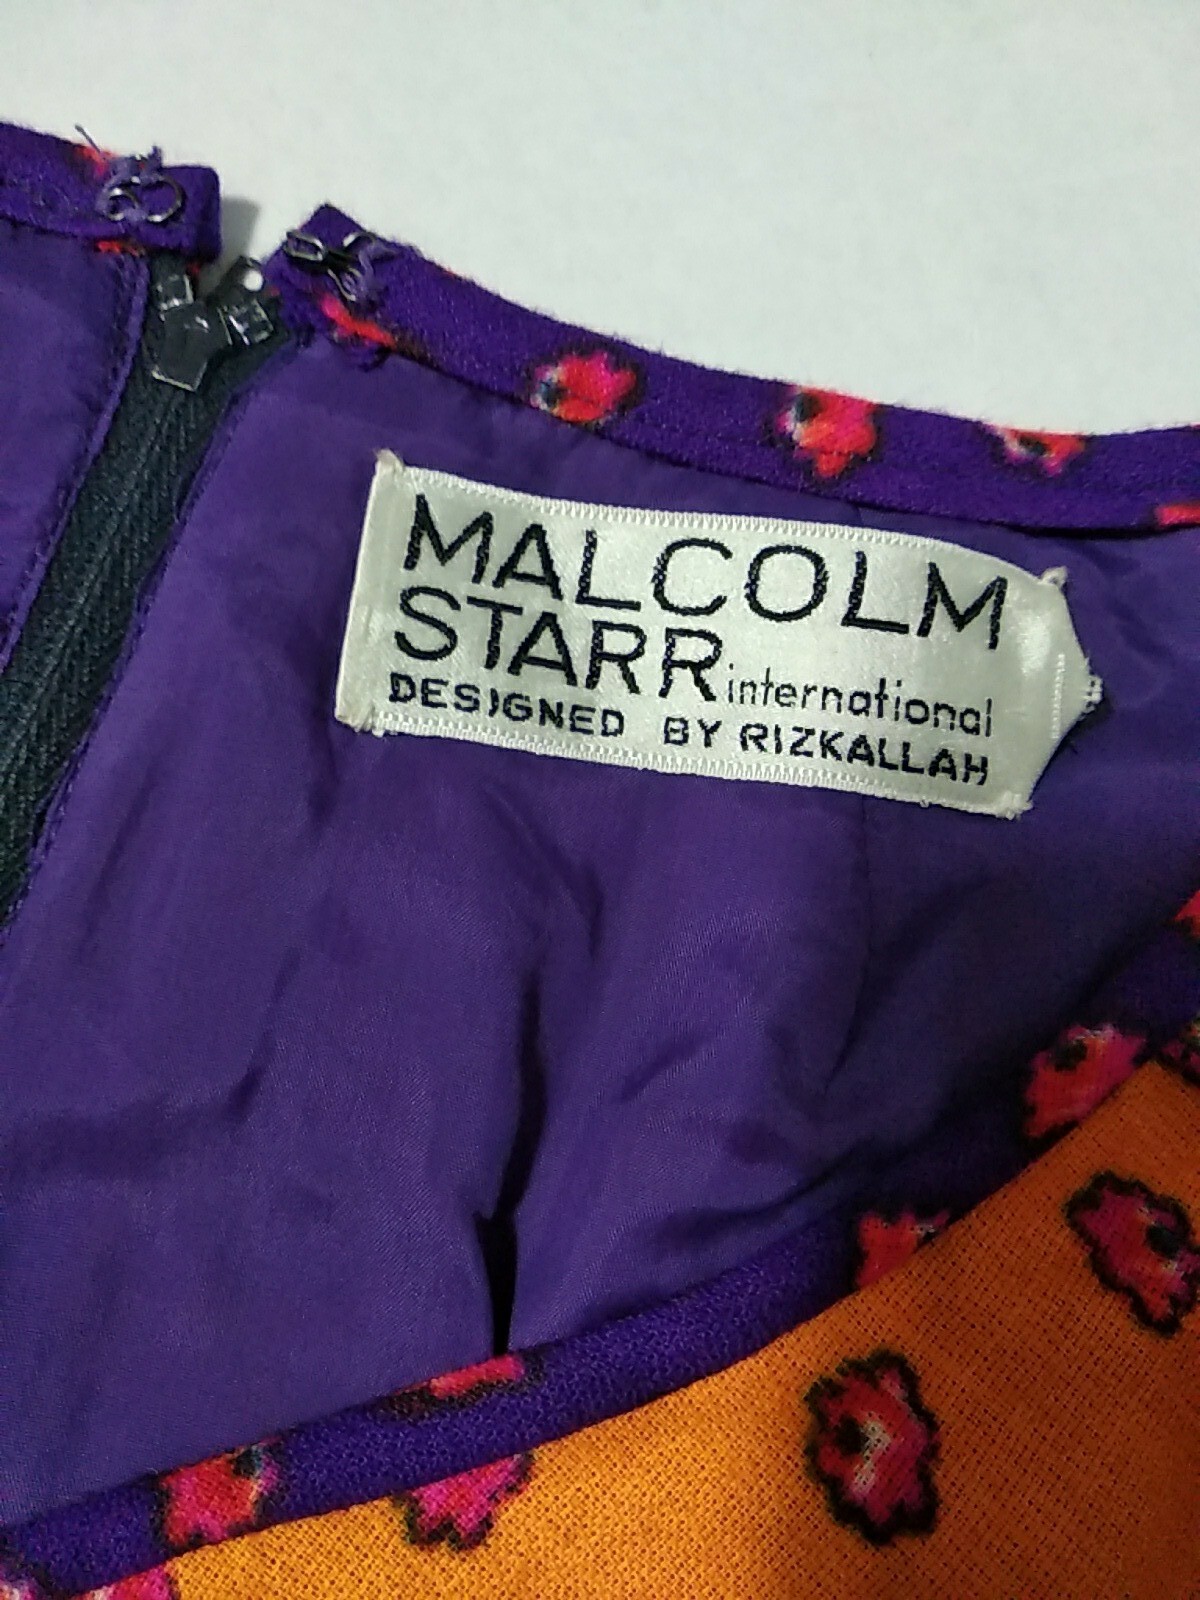 MALCOLM
STARR international
DESIGNED BY RIZKALLAH